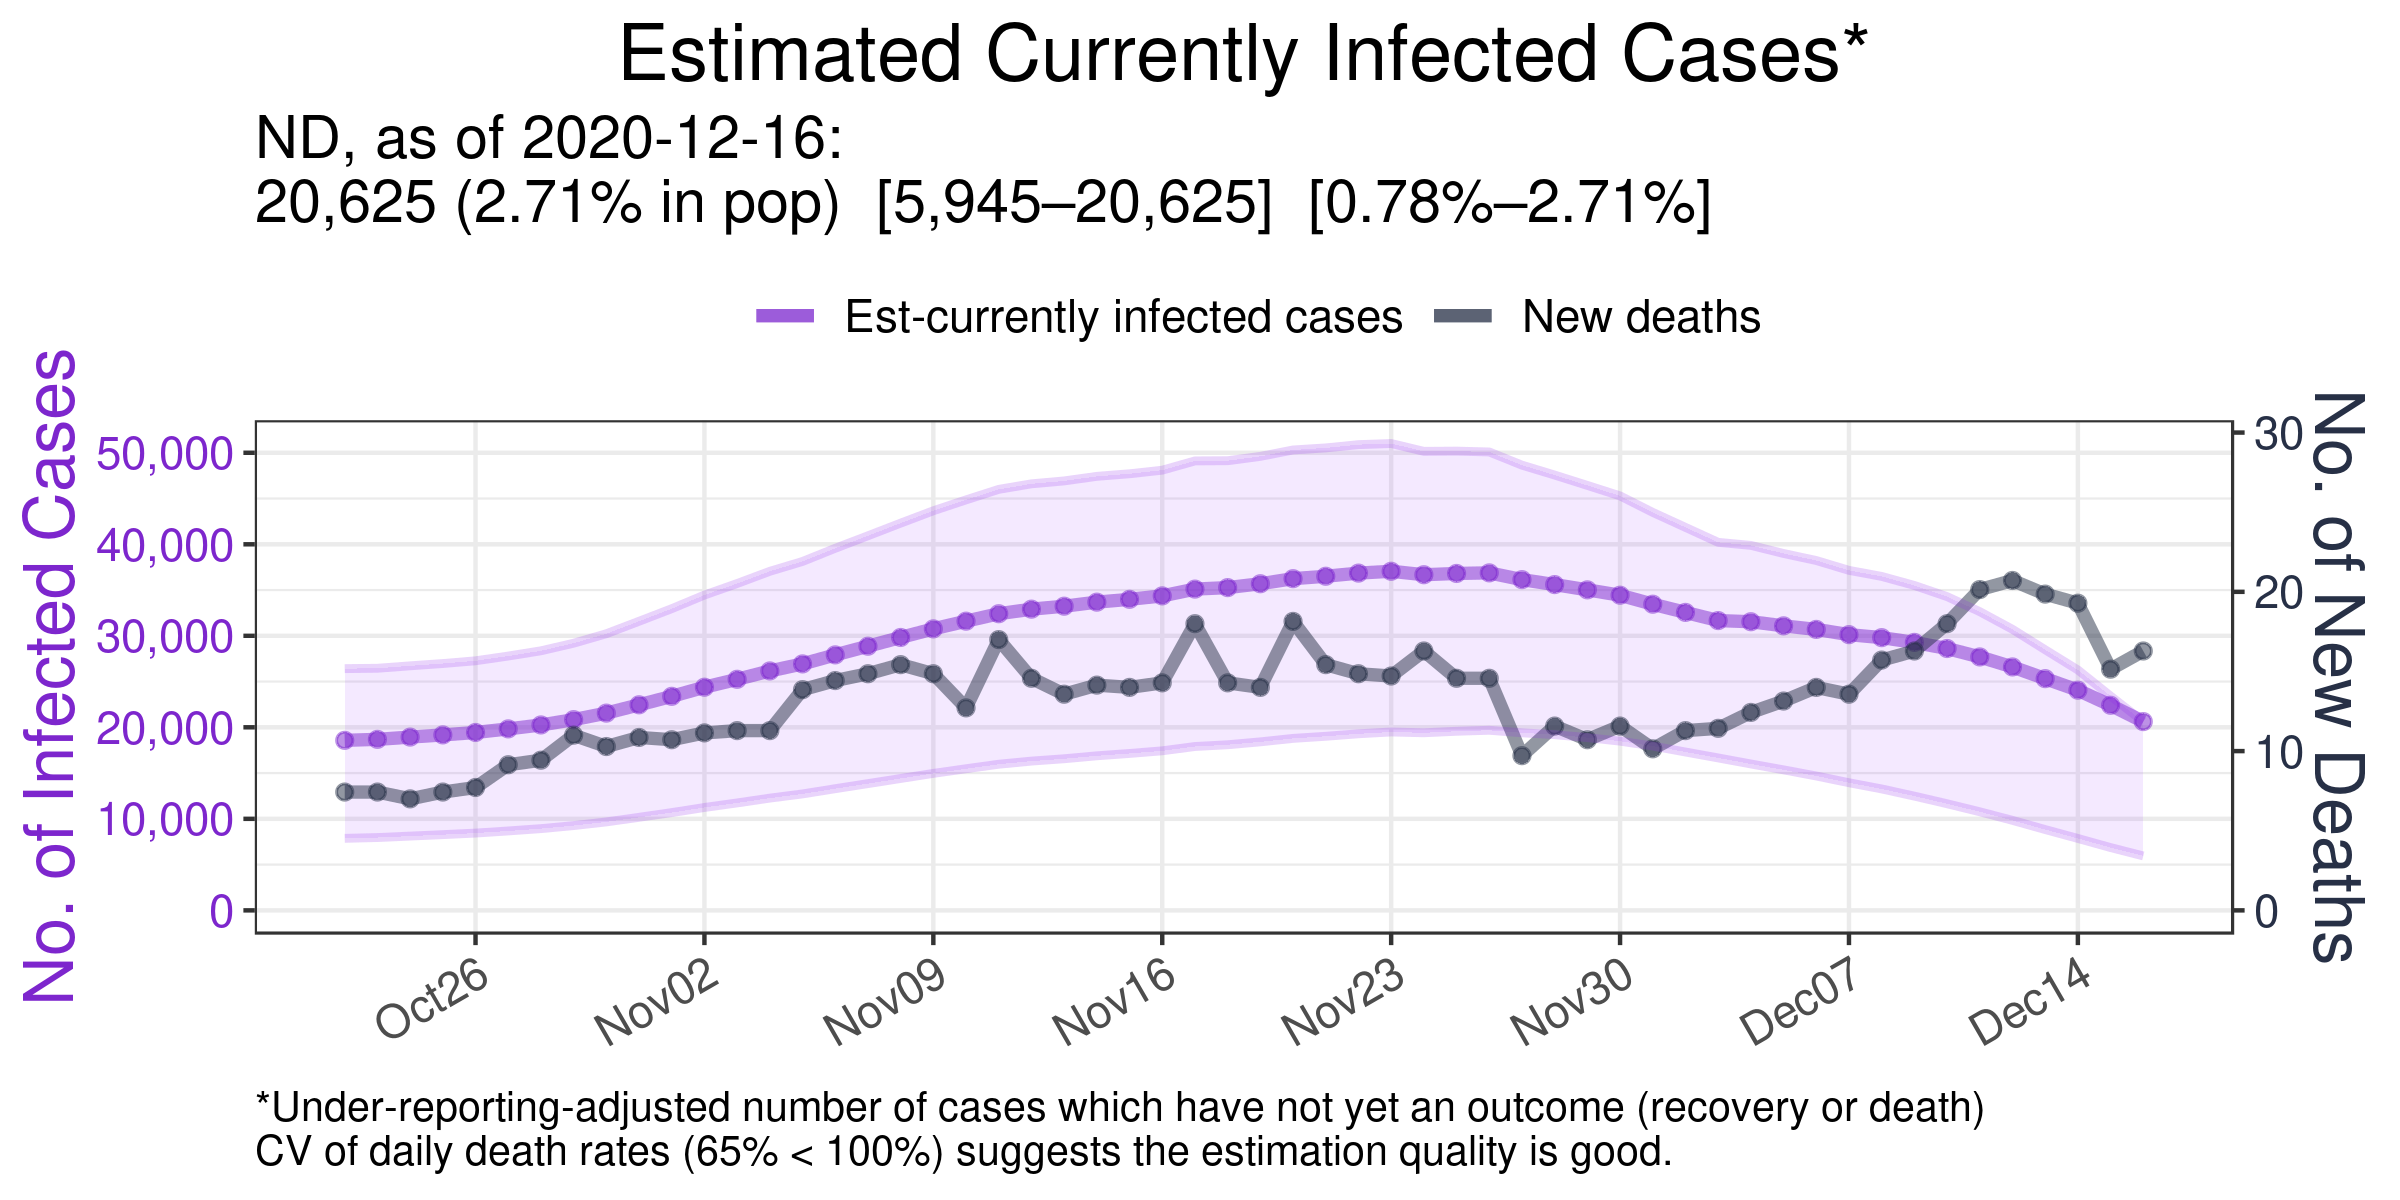 Estimated Currently Infected Cases*
ND, as of 2020-12-16:
20,625 (2.71% in pop)  [5,945–20,625]  [0.78%–2.71%]
Est-currently infected cases
New deaths
No. of Infected Cases
50,000
40,000
30,000
20,000
10,000
0
30
20
10
0
No. of New Deaths
Oct26
Nov02
Nov09
Nov16
Nov23
Nov30
Dec07
Dec14
*Under-reporting-adjusted number of cases which have not yet an outcome (recovery or death)
CV of daily death rates (65% < 100%) suggests the estimation quality is good.